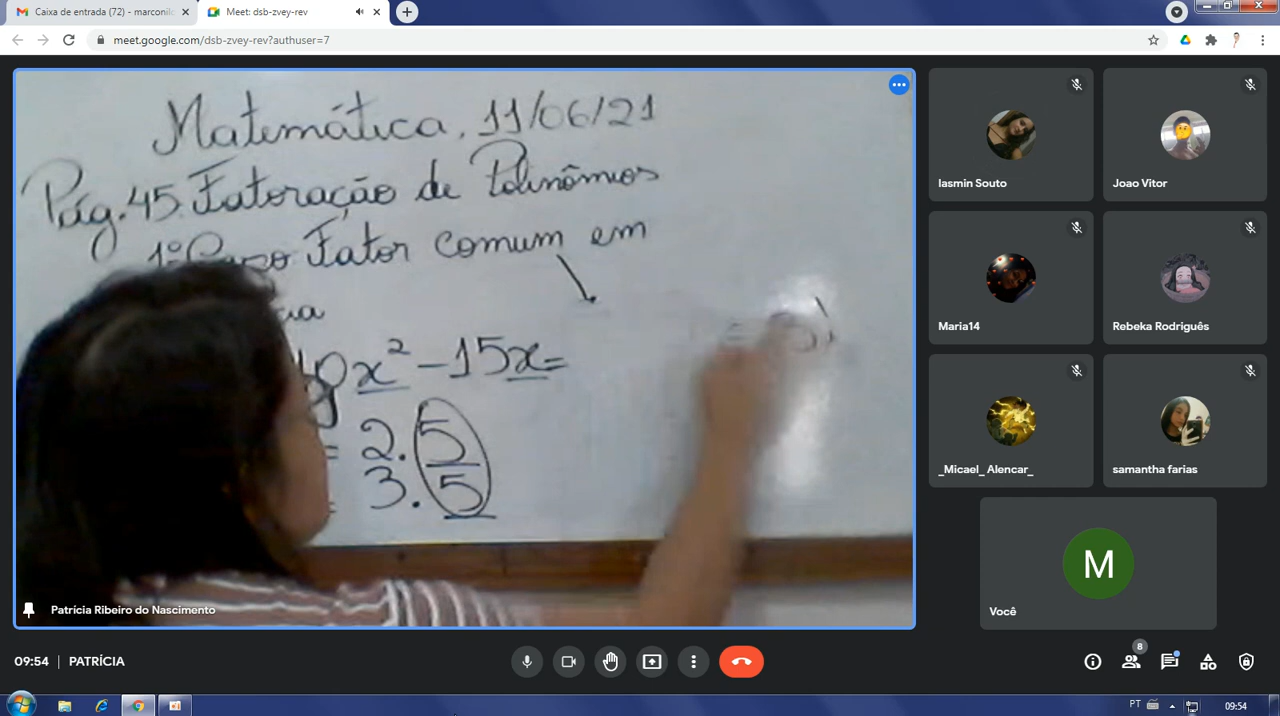 Caixa de entrada (72) - marconik
Meet: dsb-zvey-rev
meet.google.com/dsb-zvey-rev?authuser=7
Matemática, 11/06/21
Pág. 45. Fatoração de Polinômios
1º Caso Fator comum em
x² - 15x =
= 2.5
3.5
Patrícia Ribeiro do Nascimento
Iasmin Souto
Joao Vitor
Maria14
Rebeka Rodriguês
_Micael_ Alencar_
samantha farias
M
Você
09:54 | PATRÍCIA
8
PT
09:54